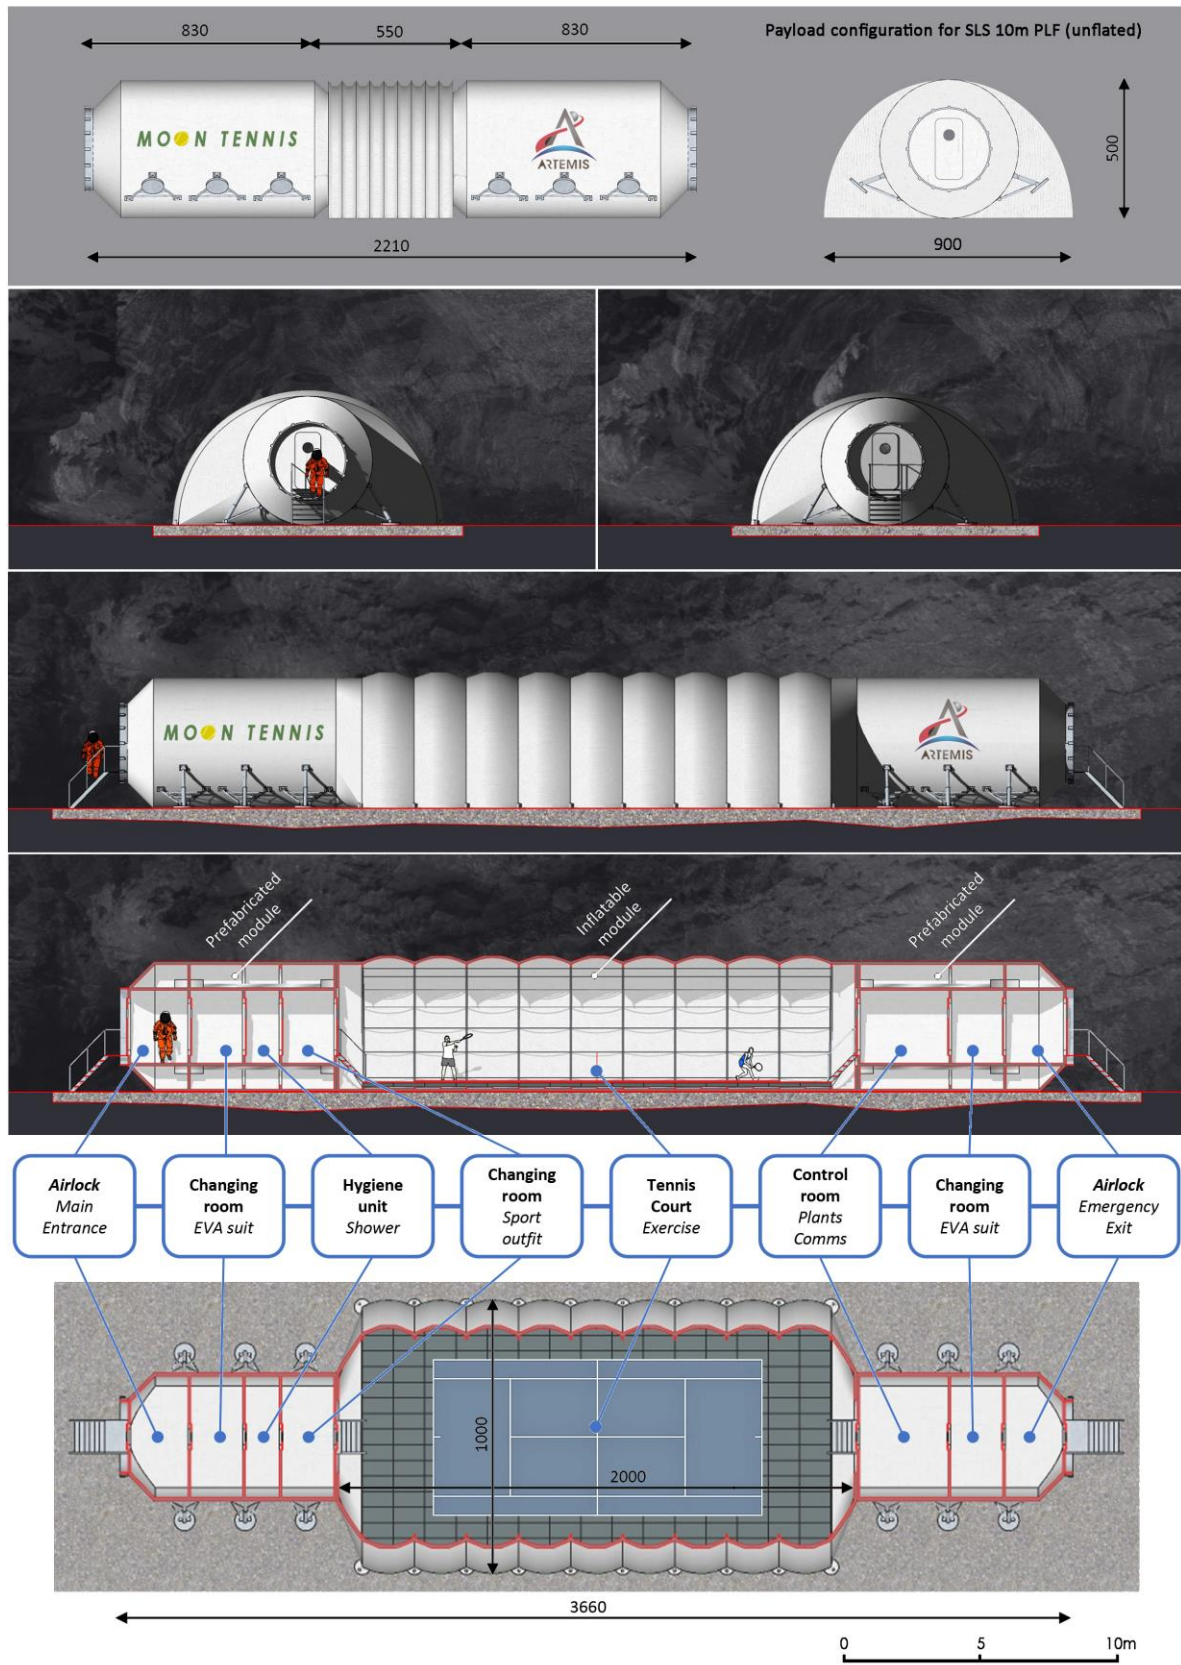 830
550
830
Payload configuration for SLS 10m PLF (unflated)
MOON TENNIS
ARTEMIS
500
2210
900
MOON TENNIS
ARTEMIS
Prefabricated
module
Inflatable
module
Prefabricated
module
Airlock
Main
Entrance
Changing
room
EVA suit
Hygiene
unit
Shower
Changing
room
Sport
outfit
Tennis
Court
Exercise
Control
room
Plants
Comms
Changing
room
EVA suit
Airlock
Emergency
Exit
1000
2000
3660
0
5
10m